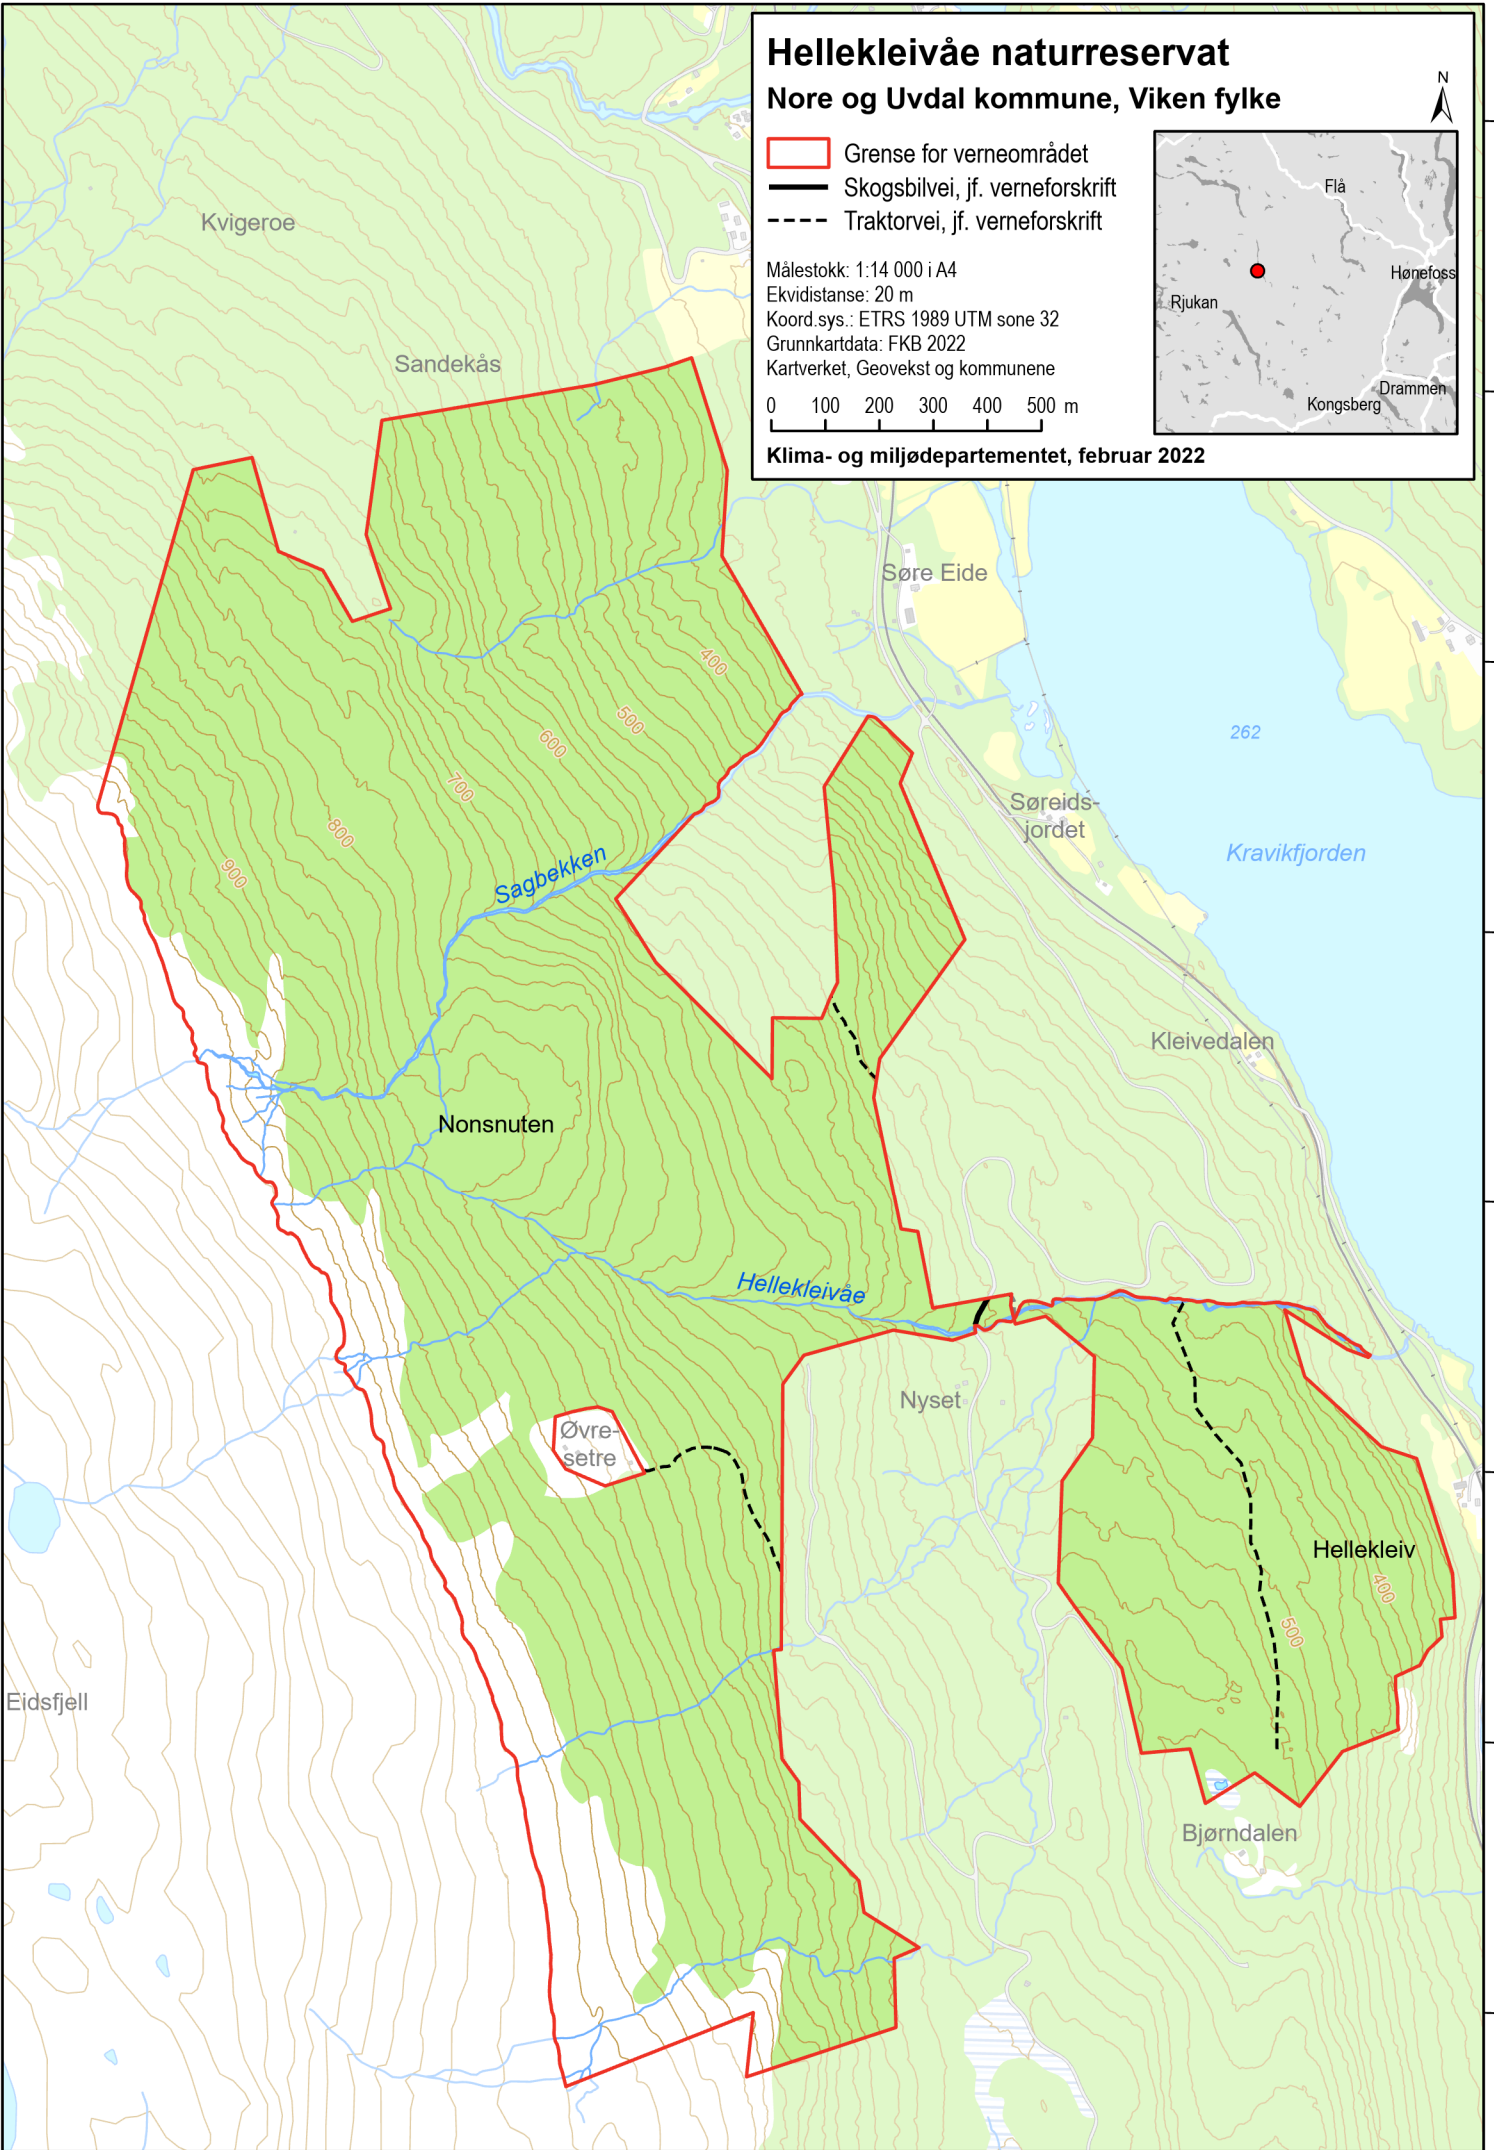 Hellekleivåe naturreservat
Nore og Uvdal kommune, Viken fylke
N
Grense for verneområdet
Skogsbilvei, jf. verneforskrift
Traktorvei, jf. verneforskrift
Målestokk: 1:14 000 i A4
Ekvidistanse: 20 m
Koord.sys.: ETRS 1989 UTM sone 32
Grunnkartdata: FKB 2022
Kartverket, Geovekst og kommunene
0 100 200 300 400 500 m
Klima- og miljødepartementet, februar 2022
Flå
Hønefoss
Rjukan
Drammen
Kongsberg
Kvigeroe
Sandekås
Søre Eide
400
500
600
700
800
900
262
Søreids-
jordet
Kravikfjorden
Sagbekken
Kleivedalen
Nonsnuten
Hellekleivåe
Nyset
Øvre-
setre
Hellekleiv
400
500
Eidsfjell
Bjørndalen